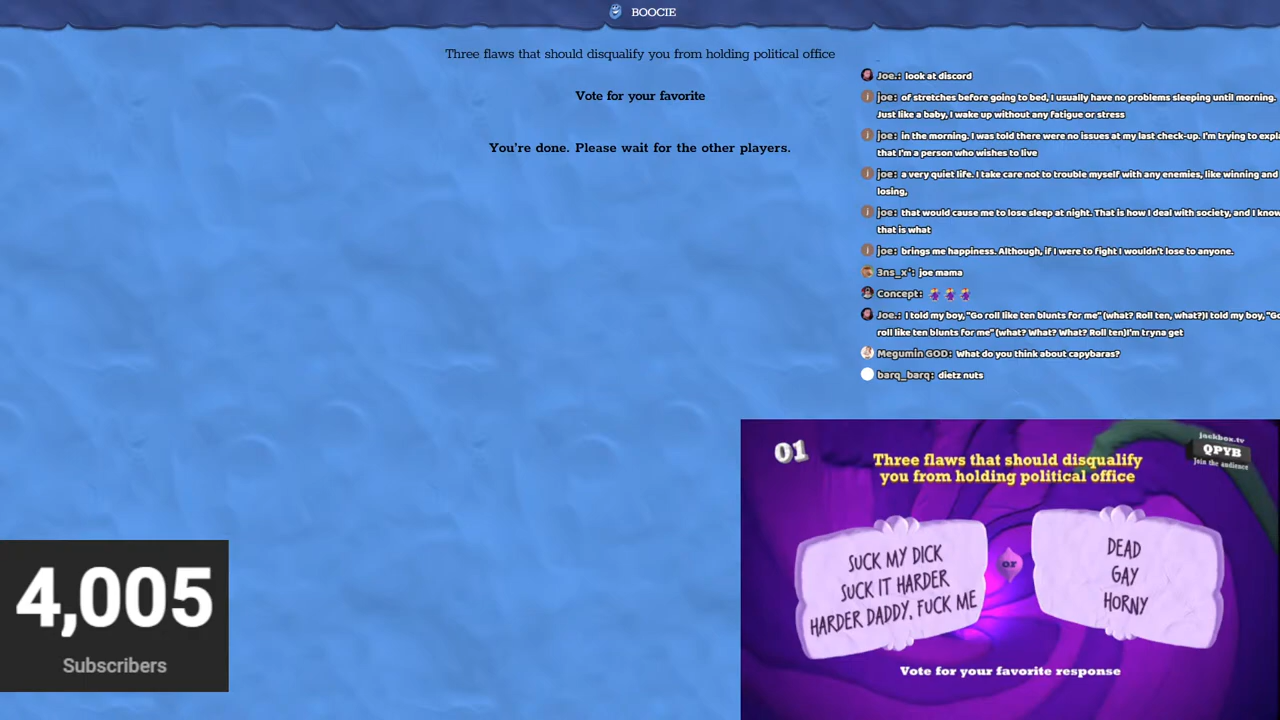 BOOCIE
Three flaws that should disqualify you from holding political office
Vote for your favorite
You're done. Please wait for the other players.
Joe.: look at discord
joe: of stretches before going to bed, I usually have no problems sleeping until morning.
Just like a baby, I wake up without any fatigue or stress
joe: in the morning. I was told there were no issues at my last check-up. I'm trying to expla
that I'm a person who wishes to live
joe: a very quiet life. I take care not to trouble myself with any enemies, like winning and
losing,
joe: that would cause me to lose sleep at night. That is how I deal with society, and I know
that is what
joe: brings me happiness. Although, if I were to fight I wouldn't lose to anyone.
3ns_x^: joe mama
Concept:
Joe.: I told my boy, "Go roll like ten blunts for me" (what? Roll ten, what?)I told my boy, "Go
roll like ten blunts for me" (what? What? What? Roll ten)I'm tryna get
Megumin GOD: What do you think about capybaras?
barq_barq: dietz nuts
01
Three flaws that should disqualify
you from holding political office
jackbox.tv
QPYB
Join the audience
SUCK MY DICK
SUCK IT HARDER
HARDER DADDY, FUCK ME
or
DEAD
GAY
HORNY
Vote for your favorite response
4,005
Subscribers